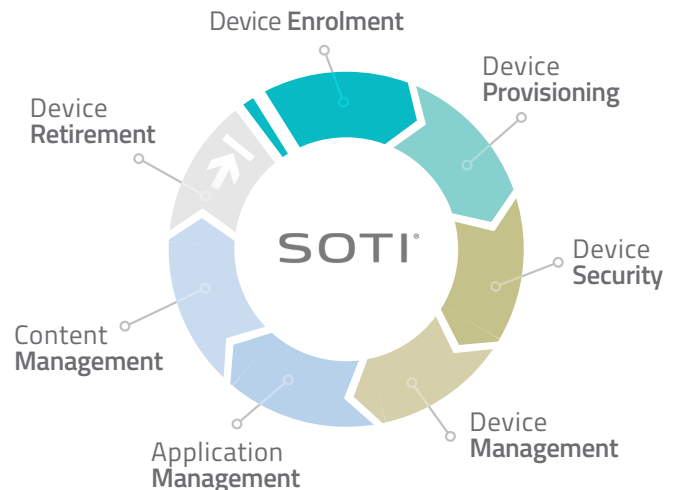 Device Enrolment
Device
Provisioning
Device
Security
Device
Management
Application
Management
Content
Management
Device
Retirement
SOTI®